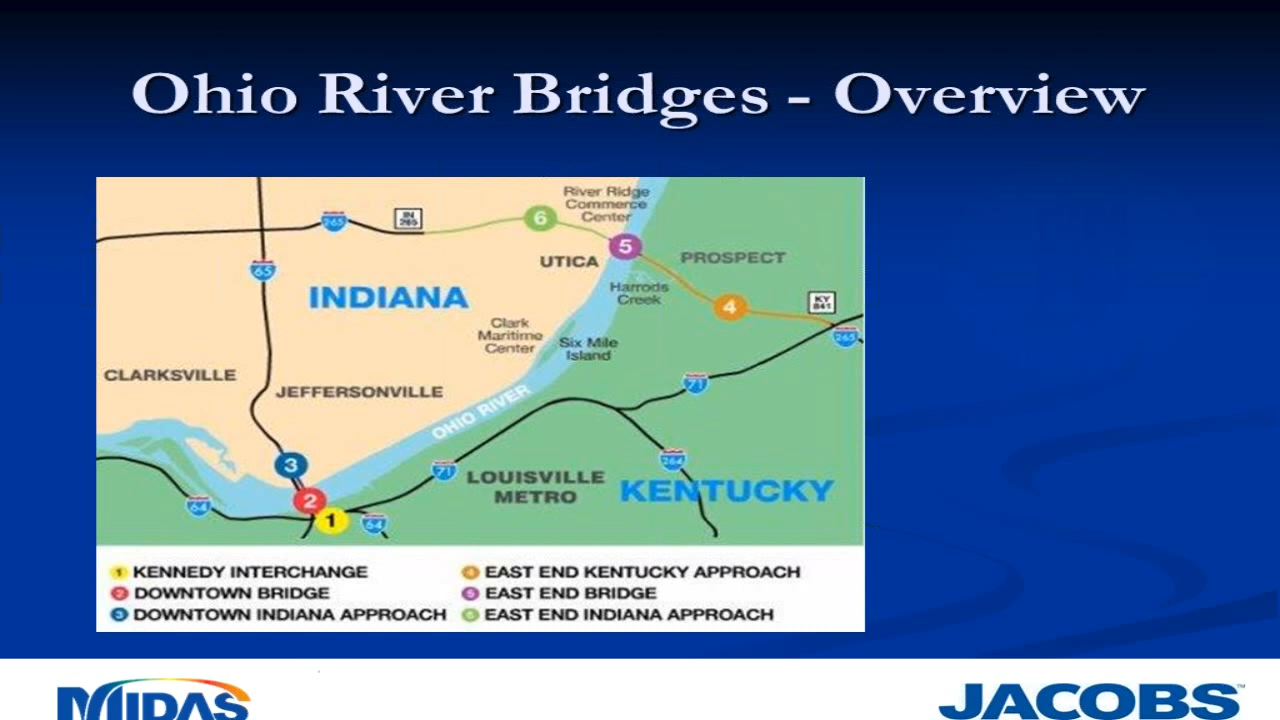 Ohio River Bridges - Overview
River Ridge
Commerce
Center
6
IN
265
265
5
UTICA
PROSPECT
65
INDIANA
Harrods
Creek
4
KY
841
265
Clark
Maritime
Center
Six Mile
Island
CLARKSVILLE
JEFFERSONVILLE
71
OHIO RIVER
3
71
264
LOUISVILLE
METRO
KENTUCKY
64
2
1
64
1 KENNEDY INTERCHANGE
2 DOWNTOWN BRIDGE
3 DOWNTOWN INDIANA APPROACH
4 EAST END KENTUCKY APPROACH
5 EAST END BRIDGE
6 EAST END INDIANA APPROACH
MIDAS
JACOBS™